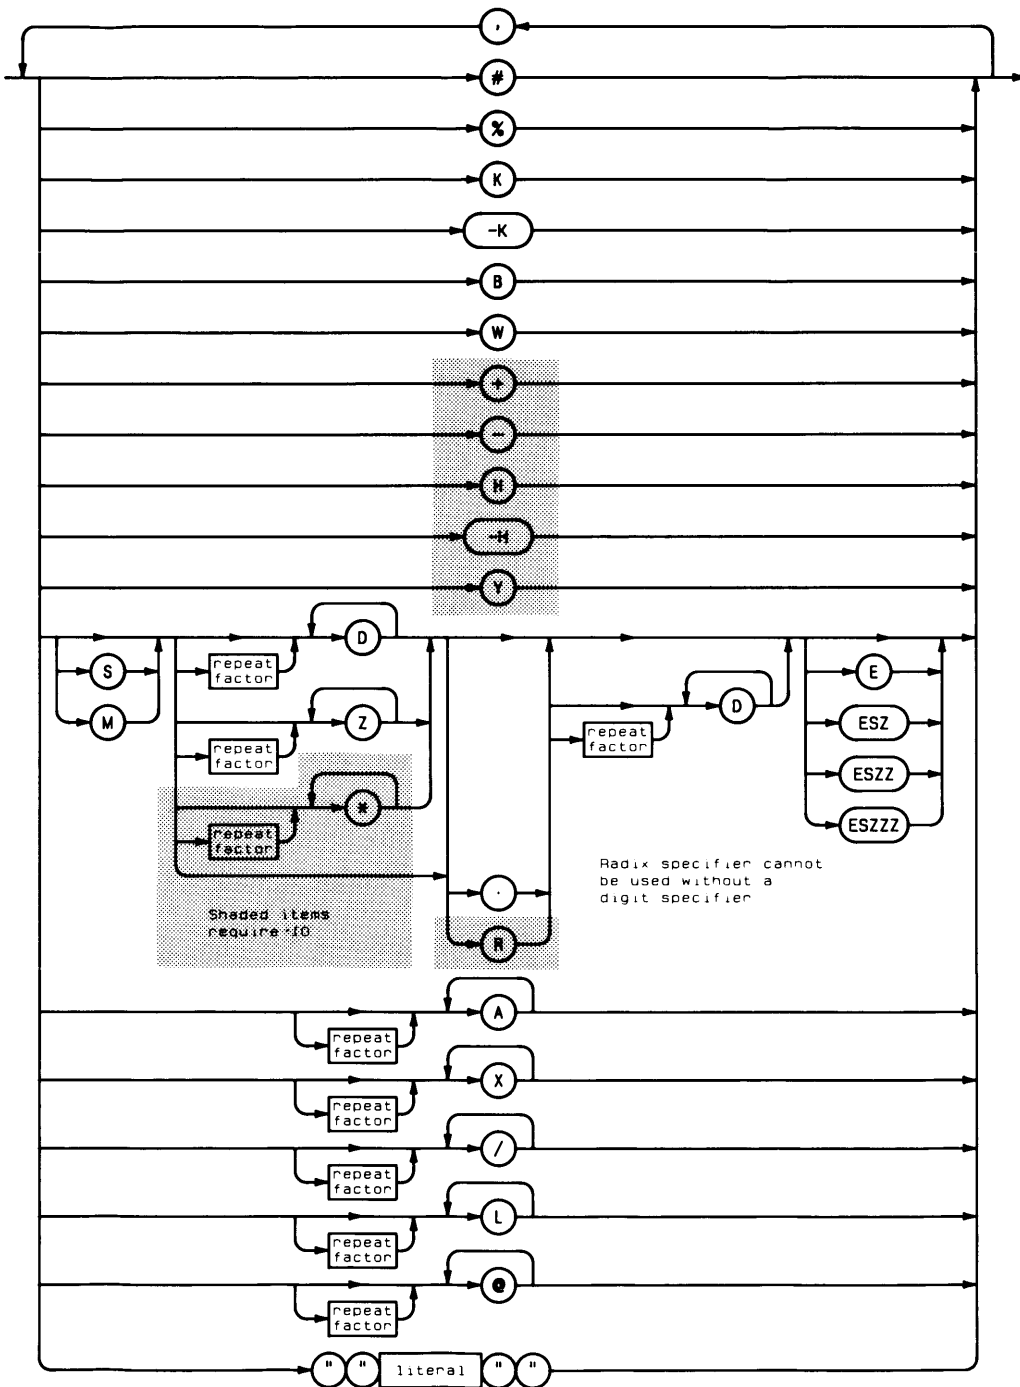 ,
#
%
K
-K
B
W
+
-
H
-H
Y
D
repeat
factor
S
M
Z
repeat
factor
*
repeat
factor
D
repeat
factor
E
ESZ
ESZZ
ESZZZ
.
R
Shaded items
require IO
Radix specifier cannot
be used without a
digit specifier
A
repeat
factor
X
repeat
factor
/
repeat
factor
L
repeat
factor
@
repeat
factor
" " literal " "